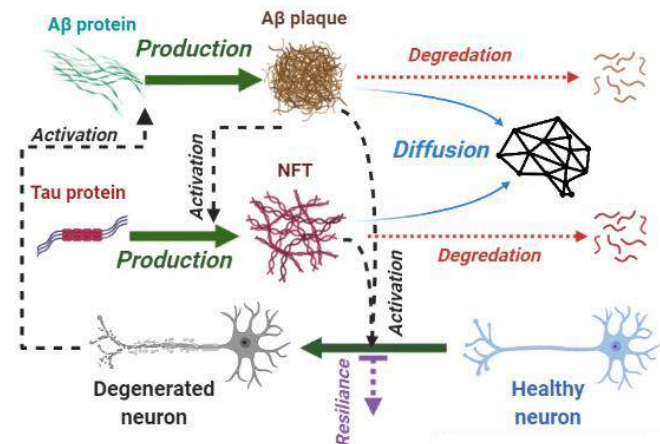 Aβ protein
Aβ plaque
Production
Degredation
Activation
Diffusion
Activation
NFT
Tau protein
Production
Degredation
Activation
Resiliance
Degenerated
neuron
Healthy
neuron